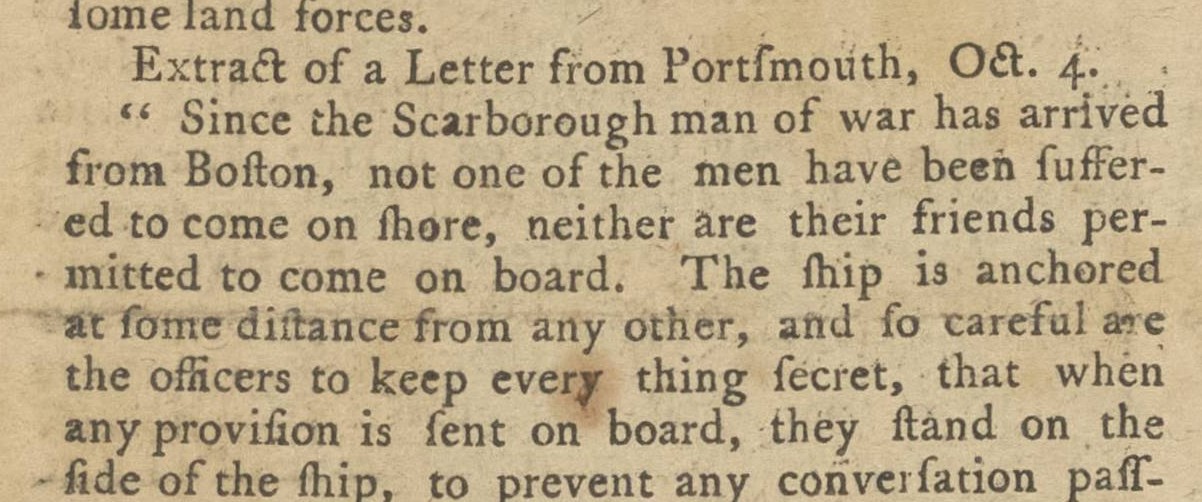 ſome land forces.
Extract of a Letter from Portſmouth, Oct. 4.
“ Since the Scarborough man of war has arrived
from Boſton, not one of the men have been ſuffer-
ed to come on ſhore, neither are their friends per-
mitted to come on board. The ſhip is anchored
at ſome diſtance from any other, and ſo careful are
the officers to keep every thing ſecret, that when
any proviſion is ſent on board, they ſtand on the
ſide of the ſhip, to prevent any converſation paſſ-